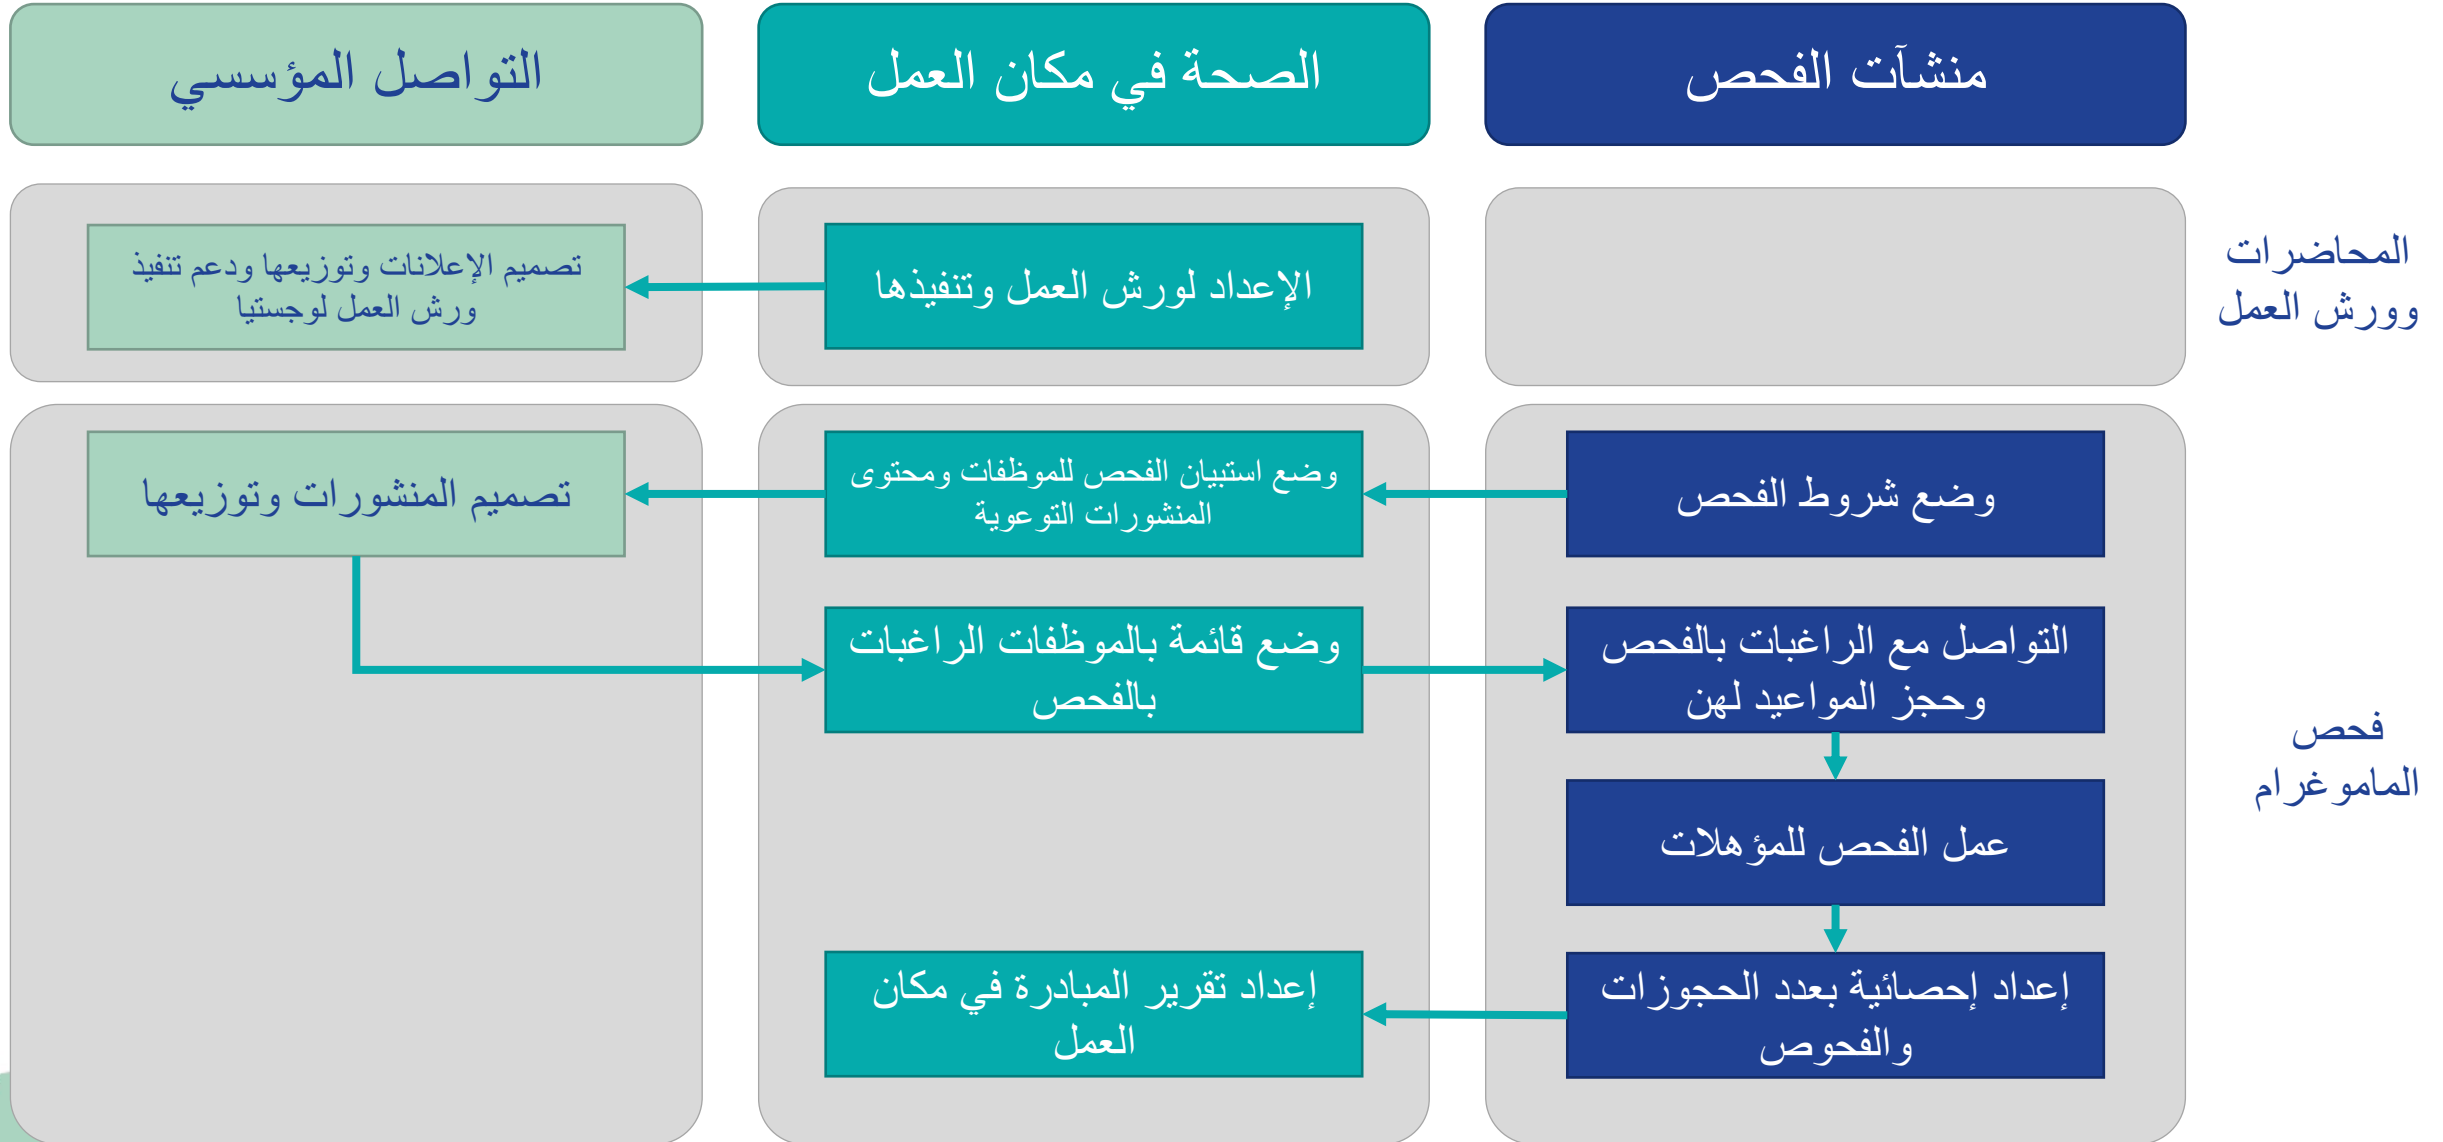 منشآت الفحص
الصحة في مكان العمل
التواصل المؤسسي
المحاضرات
وورش العمل
الإعداد لورش العمل وتنفيذها
تصميم الإعلانات وتوزيعها ودعم تنفيذ
ورش العمل لوجستيا
فحص
الماموغرام
وضع شروط الفحص
وضع استبيان الفحص للموظفات ومحتوى
المنشورات التوعوية
تصميم المنشورات وتوزيعها
وضع قائمة بالموظفات الراغبات
بالفحص
التواصل مع الراغبات بالفحص
وحجز المواعيد لهن
عمل الفحص للمؤهلات
إعداد إحصائية بعدد الحجوزات
والفحوص
إعداد تقرير المبادرة في مكان
العمل